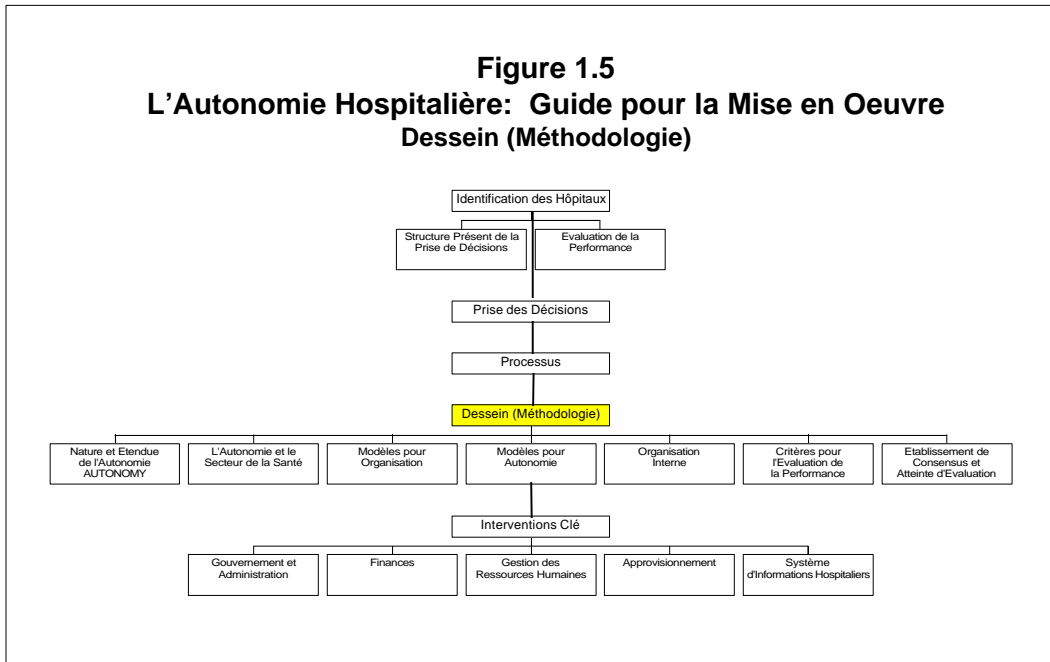 Figure 1.5
L'Autonomie Hospitalière: Guide pour la Mise en Oeuvre
Dessein (Méthodologie)
Identification des Hôpitaux
Structure Présent de la
Prise de Décisions
Evaluation de la
Performance
Prise des Décisions
Processus
Dessein (Méthodologie)
Nature et Etendue
de l'Autonomie
AUTONOMY
L'Autonomie et le
Secteur de la Santé
Modèles pour
Organisation
Modèles pour
Autonomie
Organisation
Interne
Critères pour
l'Evaluation de
la Performance
Etablissement de
Consensus et
Atteinte d'Evaluation
Interventions Clé
Gouvernement et
Administration
Finances
Gestion des
Ressources Humaines
Approvisionnement
Système
d'Informations Hospitaliers